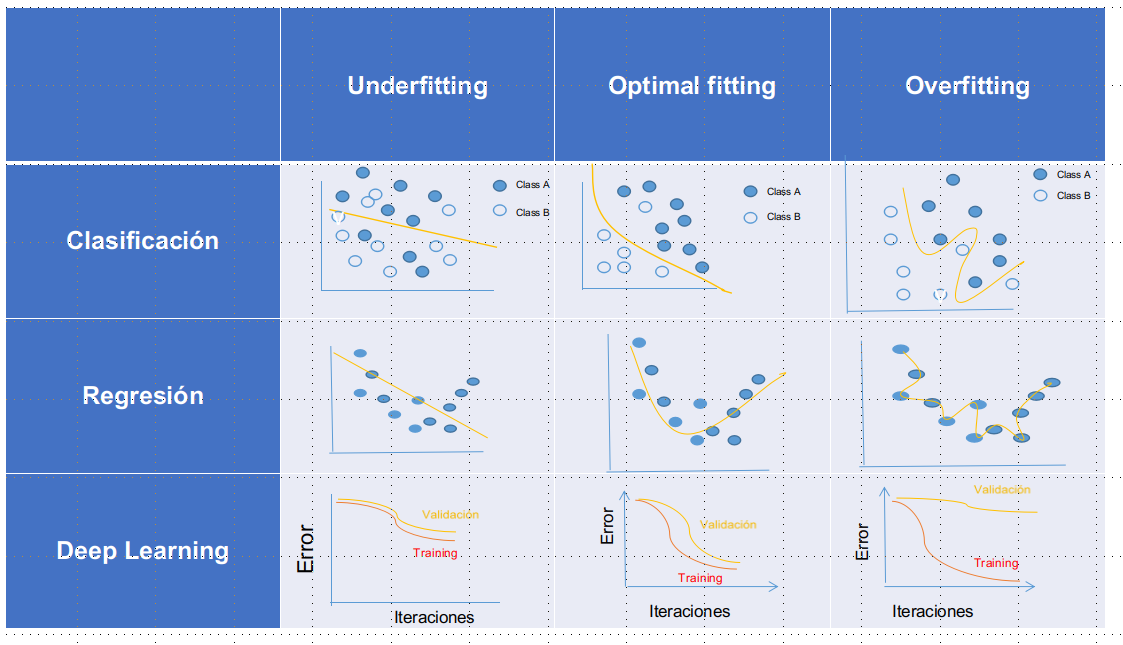 Underfitting
Optimal fitting
Overfitting
Clasificación
Class A
Class B
Class A
Class B
Class A
Class B
Regresión
Deep Learning
Error
Validación
Training
Iteraciones
Error
Validación
Training
Iteraciones
Error
Validación
Training
Iteraciones